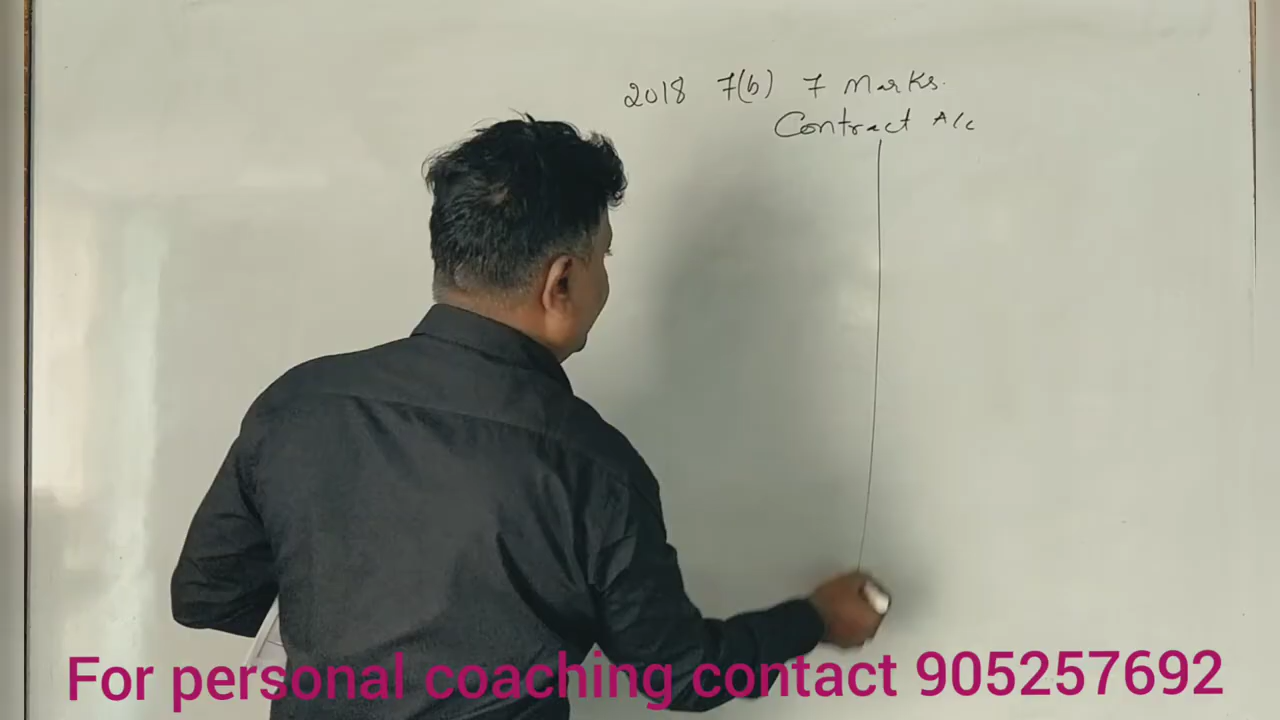 2018 7(b) 7 Marks.
Contract A/c
For personal coaching contact 905257692